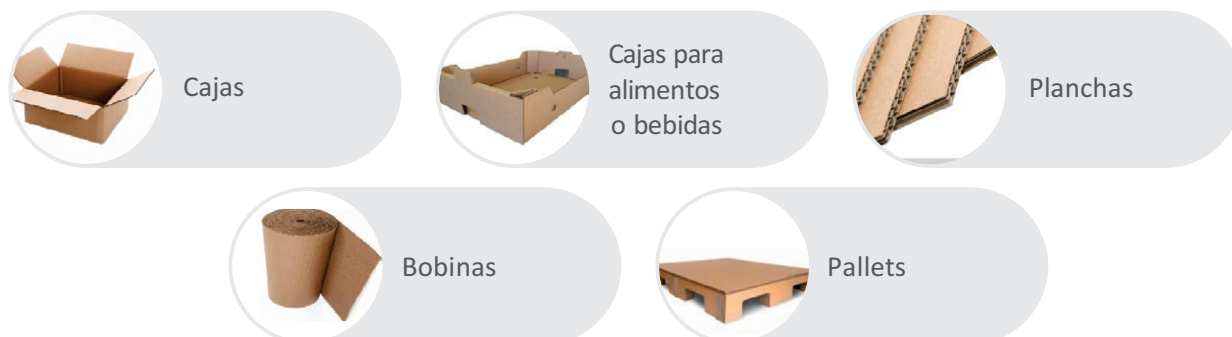 Cajas
Cajas para
alimentos
o bebidas
Planchas
Bobinas
Pallets